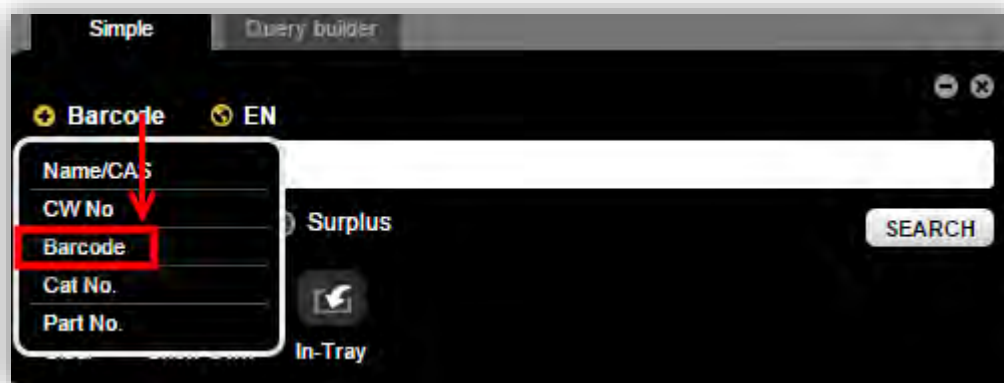 Simple Query builder
Barcode EN
Name/CAS
CW No
Surplus
SEARCH
Barcode
Cat No.
Part No.
In-Tray